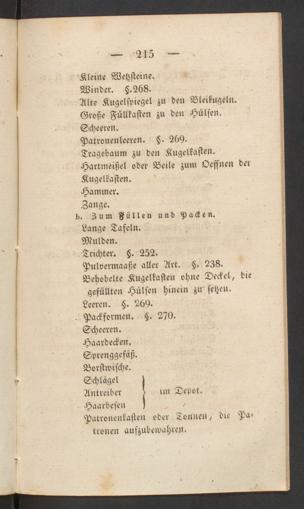 — 215 —
Kleine Wetzsteine.
Winder. §. 268.
Alte Kugelspiegel zu den Bleikugeln.
Große Füllkasten zu den Hülsen.
Scheeren.
Patronenleeren. §. 269.
Tragebaum zu den Kugelkasten.
Hartmeißel oder Beile zum Oeffnen der
Kugelkasten.
Hammer.
Zange.
b. Zum Füllen und Packen.
Lange Tafeln.
Mulden.
Trichter. §. 252.
Pulvermaaße aller Art. §. 238.
Behobelte Kugelkasten ohne Deckel, die
gefüllten Hülsen hinein zu setzen.
Leeren. §. 269.
Packformen. §. 270.
Scheeren.
Haardecken.
Sprenggefäß.
Borstwische.
Schlägel
Antreiber } im Depot.
Haarbesen
Patronenkasten oder Tonnen, die Pa-
tronen aufzubewahren.